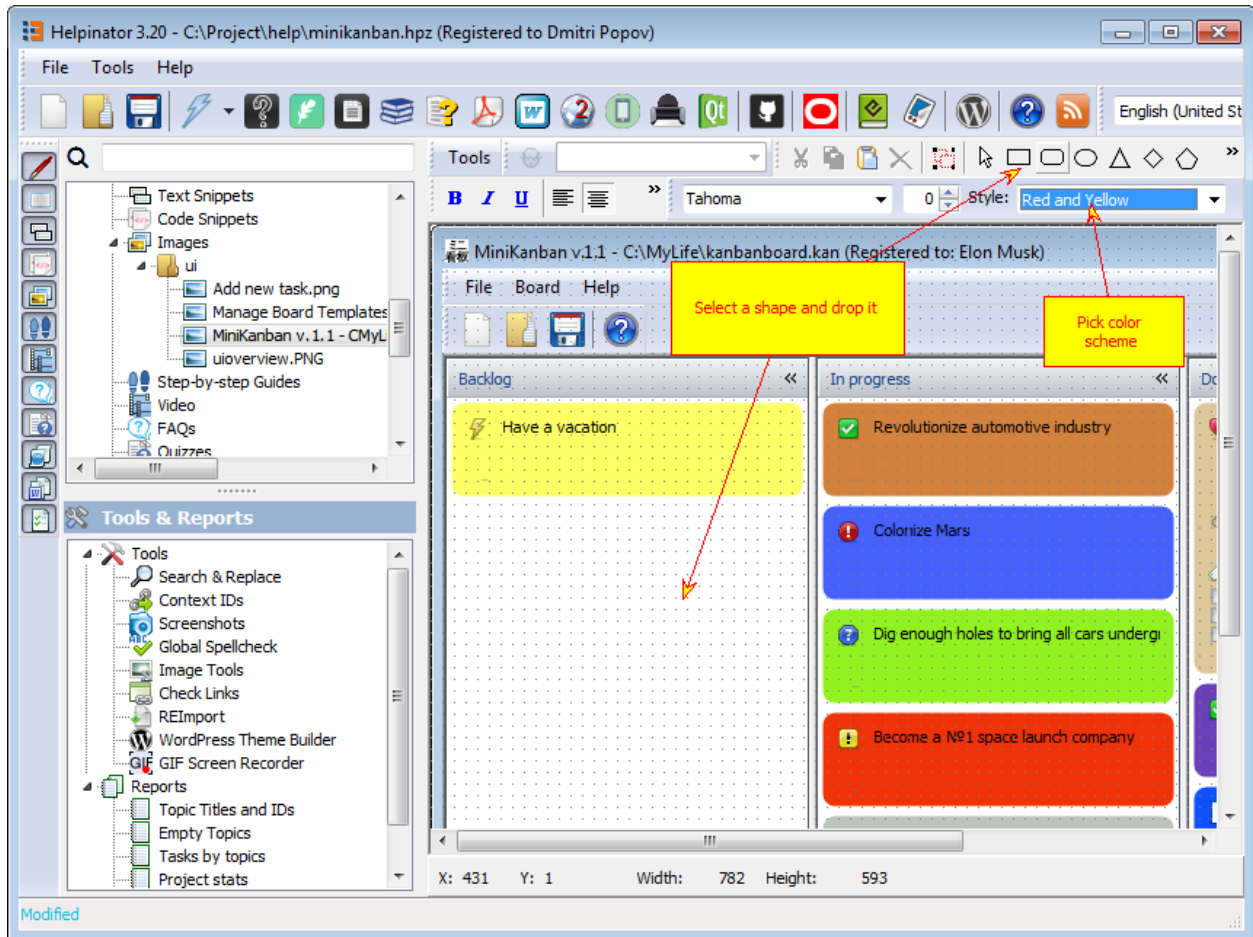 Helpinator 3.20 - C:\Project\help\minikanban.hpz (Registered to Dmitri Popov)
File Tools Help
English (United St
Tools
B I U Tahoma 0 Style: Red and Yellow
Text Snippets
Code Snippets
Images
ui
Add new task.png
Manage Board Templates
MiniKanban v.1.1 - CMyL
uioverview.PNG
Step-by-step Guides
Video
FAQs
Quizzes
Tools & Reports
Tools
Search & Replace
Context IDs
Screenshots
Global Spellcheck
Image Tools
Check Links
REImport
WordPress Theme Builder
GIF Screen Recorder
Reports
Topic Titles and IDs
Empty Topics
Tasks by topics
Project stats
MiniKanban v.1.1 - C:\MyLife\kanbanboard.kan (Registered to: Elon Musk)
File Board Help
Select a shape and drop it
Pick color
scheme
Backlog
Have a vacation
In progress
Revolutionize automotive industry
Colonize Mars
Dig enough holes to bring all cars undergr
Become a №1 space launch company
Do
X: 431 Y: 1 Width: 782 Height: 593
Modified